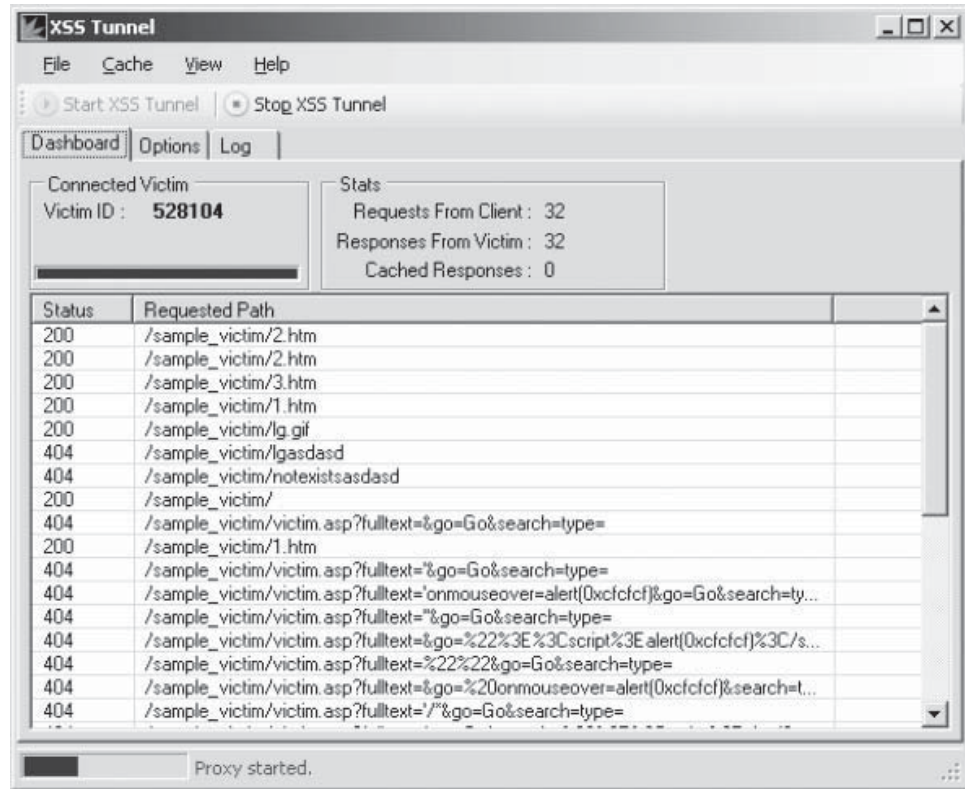 XSS Tunnel
File Cache View Help
Start XSS Tunnel Stop XSS Tunnel
Dashboard Options Log
Connected Victim
Victim ID : 528104
Stats
Requests From Client : 32
Responses From Victim : 32
Cached Responses : 0
Status Requested Path
200 /sample_victim/2.htm
200 /sample_victim/2.htm
200 /sample_victim/3.htm
200 /sample_victim/1.htm
200 /sample_victim/lg.gif
404 /sample_victim/lgasdasd
404 /sample_victim/notexistsasdasd
200 /sample_victim/
404 /sample_victim/victim.asp?fulltext=&go=Go&search=type=
200 /sample_victim/1.htm
404 /sample_victim/victim.asp?fulltext='&go=Go&search=type=
404 /sample_victim/victim.asp?fulltext='onmouseover=alert(0xcfcfcf)&go=Go&search=ty...
404 /sample_victim/victim.asp?fulltext="&go=Go&search=type=
404 /sample_victim/victim.asp?fulltext=&go=%22%3E%3Cscript%3Ealert(0xcfcfcf)%3C/s...
404 /sample_victim/victim.asp?fulltext=%22%22&go=Go&search=type=
404 /sample_victim/victim.asp?fulltext=&go=%20onmouseover=alert(0xcfcfcf)&search=t...
404 /sample_victim/victim.asp?fulltext='/"&go=Go&search=type=
Proxy started.